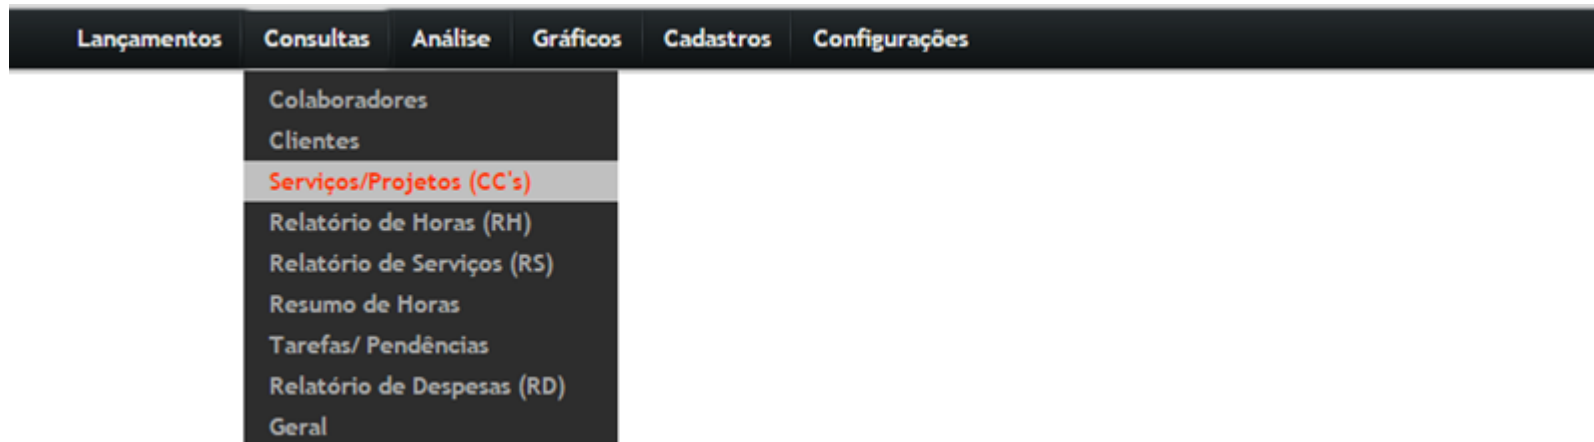 Lançamentos Consultas Análise Gráficos Cadastros Configurações
Colaboradores
Clientes
Serviços/Projetos (CC's)
Relatório de Horas (RH)
Relatório de Serviços (RS)
Resumo de Horas
Tarefas/ Pendências
Relatório de Despesas (RD)
Geral